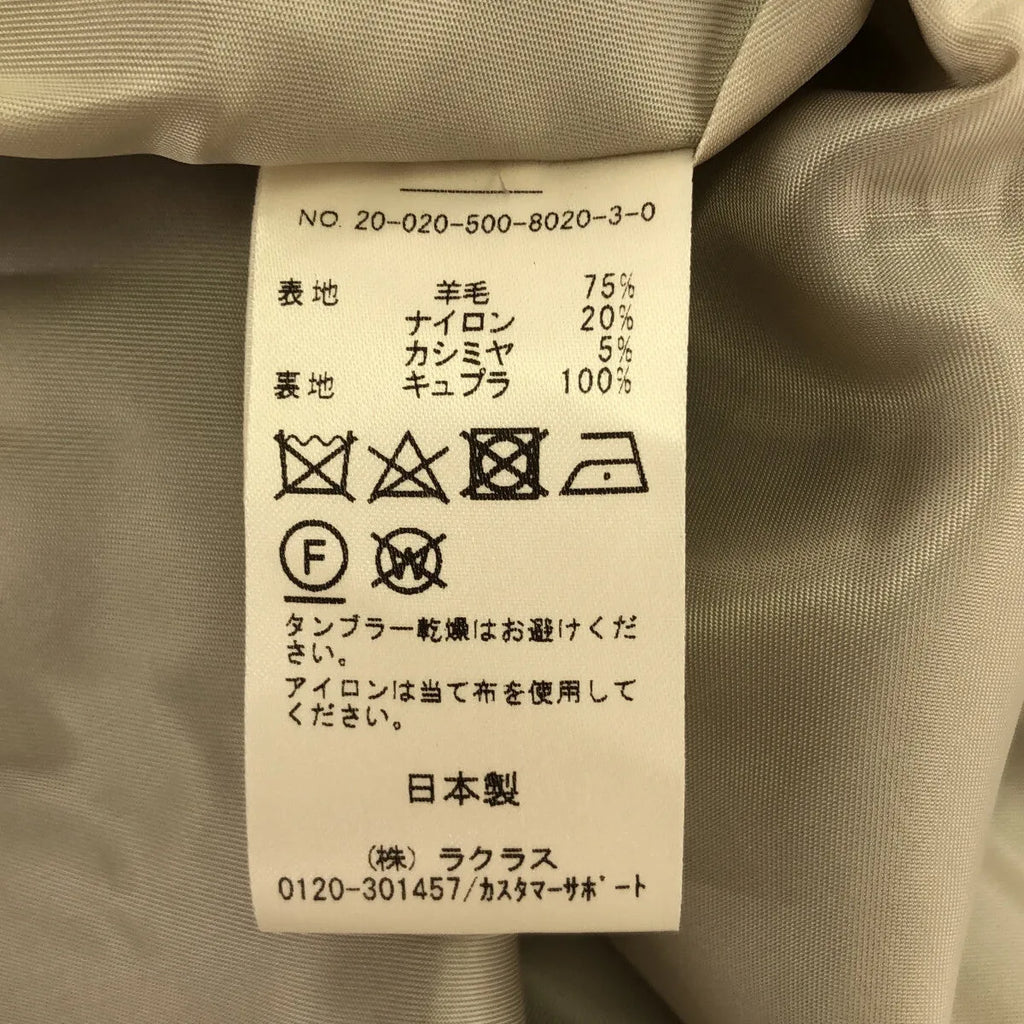 NO. 20-020-500-8020-3-0
表地 羊毛 75%
ナイロン 20%
カシミヤ 5%
裏地 キュプラ 100%
F W
タンブラー乾燥はお避けくだ
さい。
アイロンは当て布を使用して
ください。
日本製
(株) ラクラス
0120-301457/カスタマーサポート